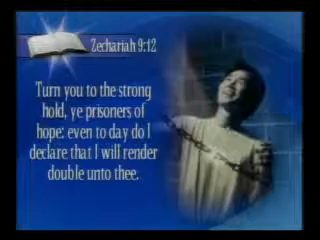 Zechariah 9:12
Turn you to the strong
hold, ye prisoners of
hope: even to day do I
declare that I will render
double unto thee.